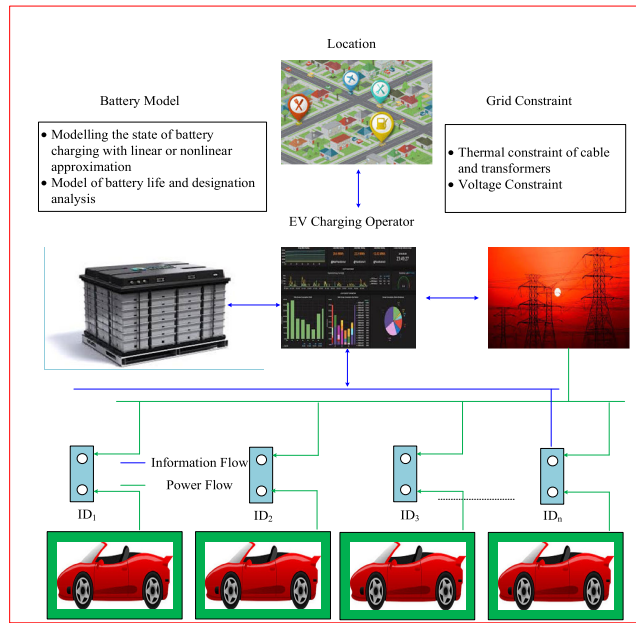 Location
Battery Model
Grid Constraint
• Modelling the state of battery
charging with linear or nonlinear
approximation
• Model of battery life and designation
analysis
• Thermal constraint of cable
and transformers
• Voltage Constraint
EV Charging Operator
Information Flow
Power Flow
ID1
ID2
ID3
IDn